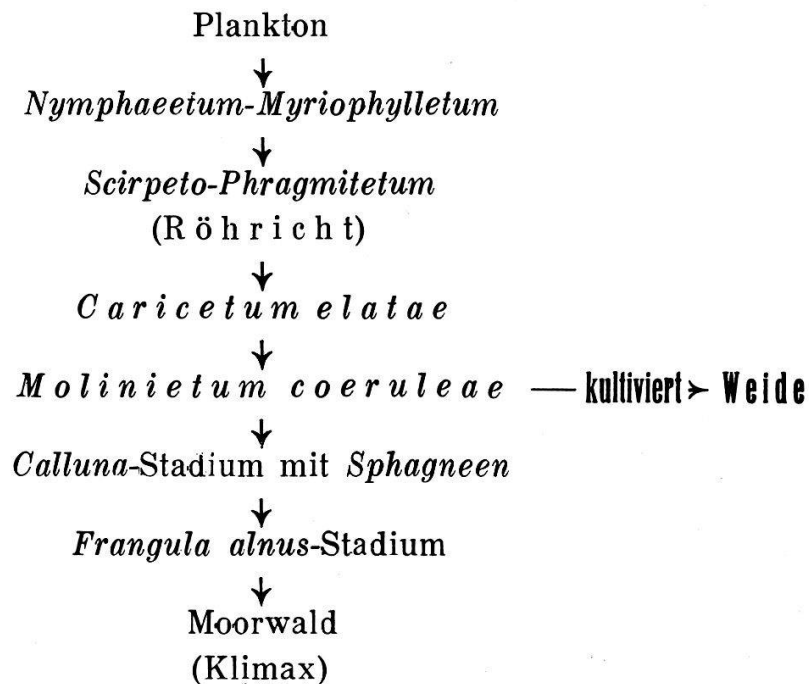 Plankton
Nymphaeetum-Myriophylletum
Scirpeto-Phragmitetum
(Röhricht)
Caricetum elatae
Molinietum coeruleae — kultiviert➤ Weide
Calluna-Stadium mit Sphagneen
Frangula alnus-Stadium
Moorwald
(Klimax)